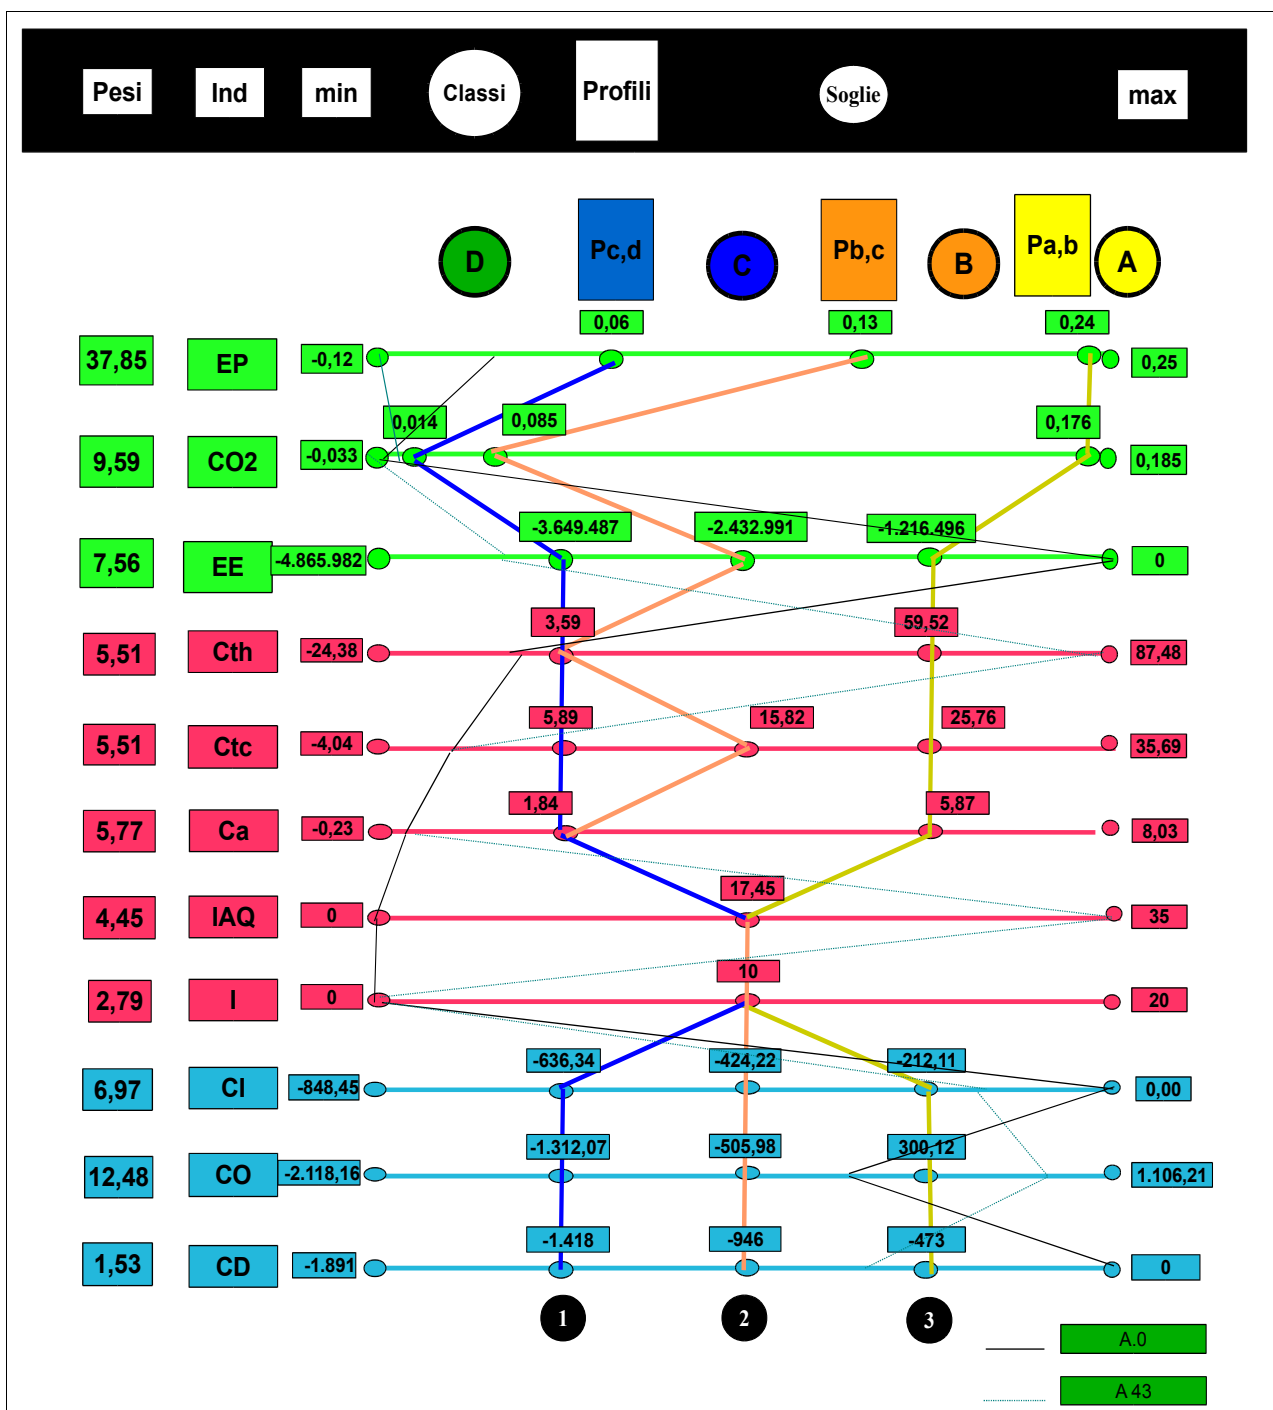 Pesi Ind min Classi Profili Soglie max
D Pc,d C Pb,c B Pa,b A
0,06 0,13 0,24
37,85 EP -0,12 0,25
0,014 0,085 0,176
9,59 CO2 -0,033 0,185
-3.649.487 -2.432.991 -1.216.496
7,56 EE -4.865.982 0
3,59 59,52
5,51 Cth -24,38 87,48
5,89 15,82 25,76
5,51 Ctc -4,04 35,69
1,84 5,87
5,77 Ca -0,23 8,03
17,45
4,45 IAQ 0 35
10
2,79 I 0 20
-636,34 -424,22 -212,11
6,97 CI -848,45 0,00
-1.312,07 -505,98 300,12
12,48 CO -2.118,16 1.106,21
-1.418 -946 -473
1,53 CD -1.891 0
1 2 3
A.0
A 43